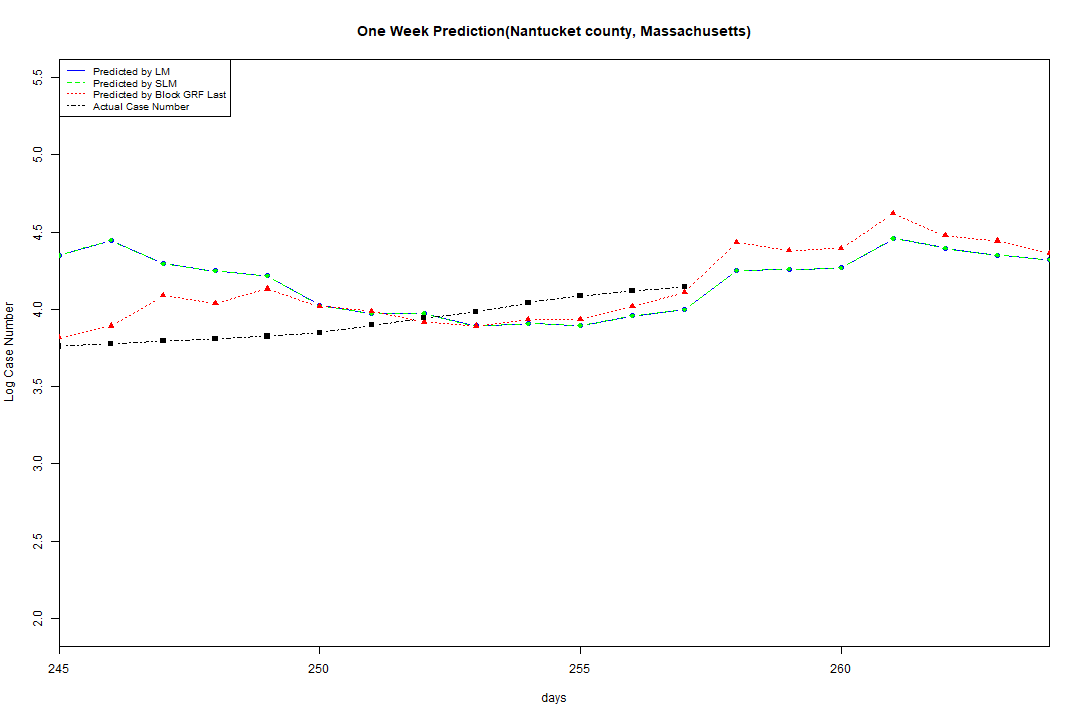 One Week Prediction(Nantucket county, Massachusetts)
Predicted by LM
Predicted by SLM
Predicted by Block GRF Last
Actual Case Number
5.5
5.0
4.5
4.0
3.5
3.0
2.5
2.0
Log Case Number
245
250
255
260
days